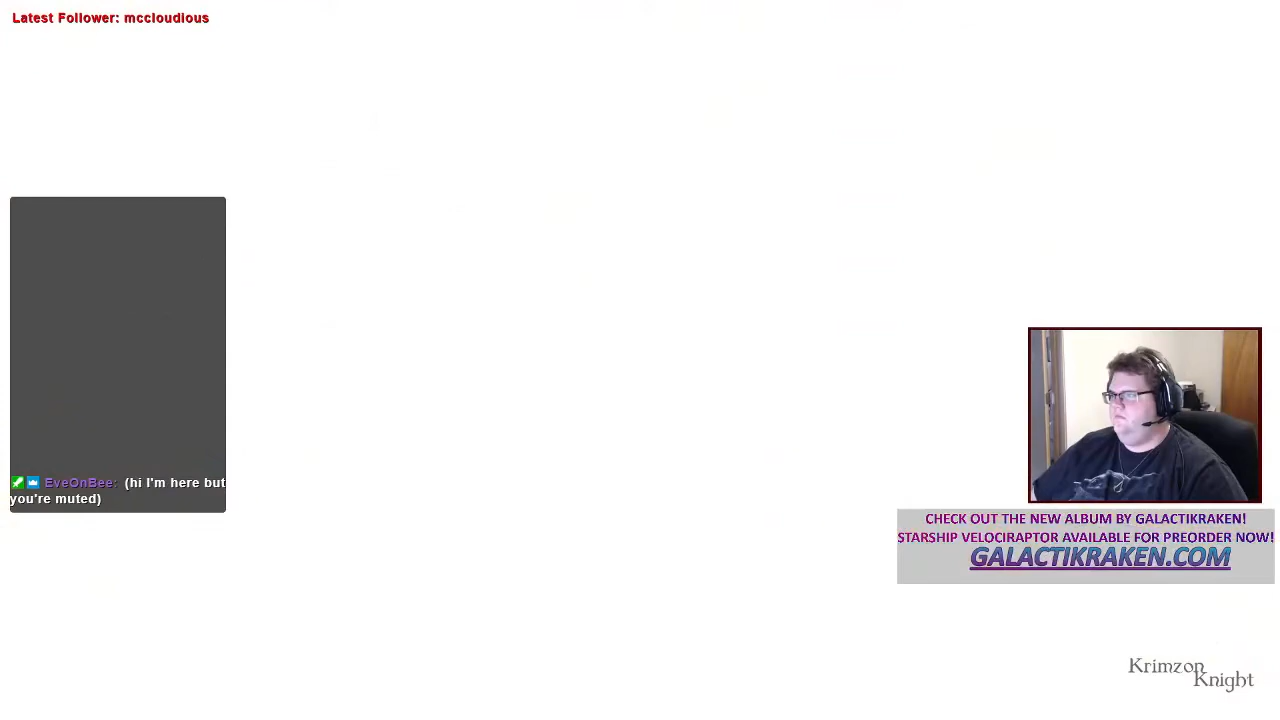 Latest Follower: mccloudious
EveOnBee: (hi I'm here but
you're muted)
CHECK OUT THE NEW ALBUM BY GALACTIKRAKEN!
STARSHIP VELOCIRAPTOR AVAILABLE FOR PREORDER NOW!
GALACTIKRAKEN.COM
Krimzon
Knight